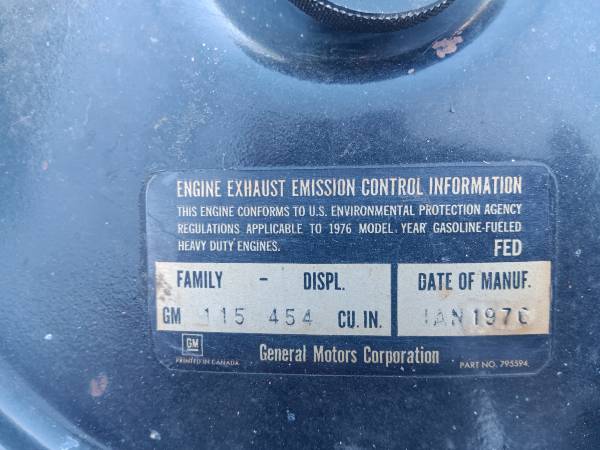 ENGINE EXHAUST EMISSION CONTROL INFORMATION
THIS ENGINE CONFORMS TO U.S. ENVIRONMENTAL PROTECTION AGENCY
REGULATIONS APPLICABLE TO 1976 MODEL YEAR GASOLINE-FUELED
HEAVY DUTY ENGINES. FED
FAMILY - DISPL.
GM 115 454 CU. IN.
DATE OF MANUF.
JAN 1976
GM
PRINTED IN CANADA
General Motors Corporation
PART NO. 795594